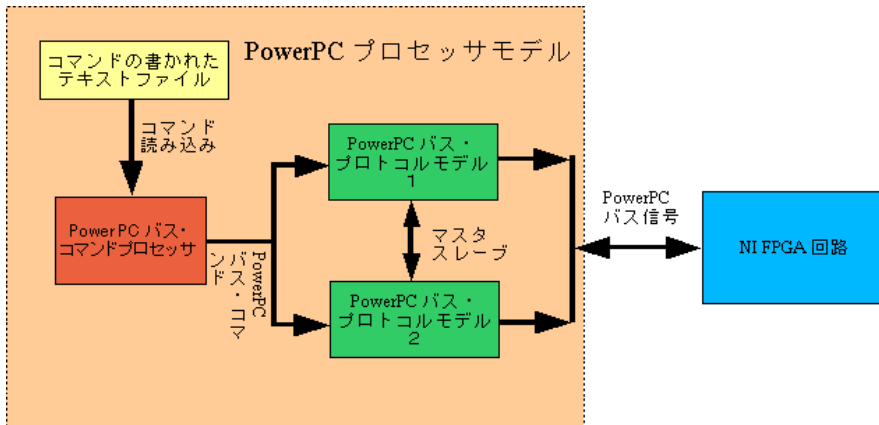 PowerPC プロセッサモデル
コマンドの書かれた
テキストファイル
コマンド
読み込み
PowerPC バス・
コマンドプロセッサ
PowerPC
バス・コマ
ンド
PowerPC バス・
プロトコルモデル
1
マスタ
スレーブ
PowerPC バス・
プロトコルモデル
2
PowerPC
バス信号
NI FPGA 回路